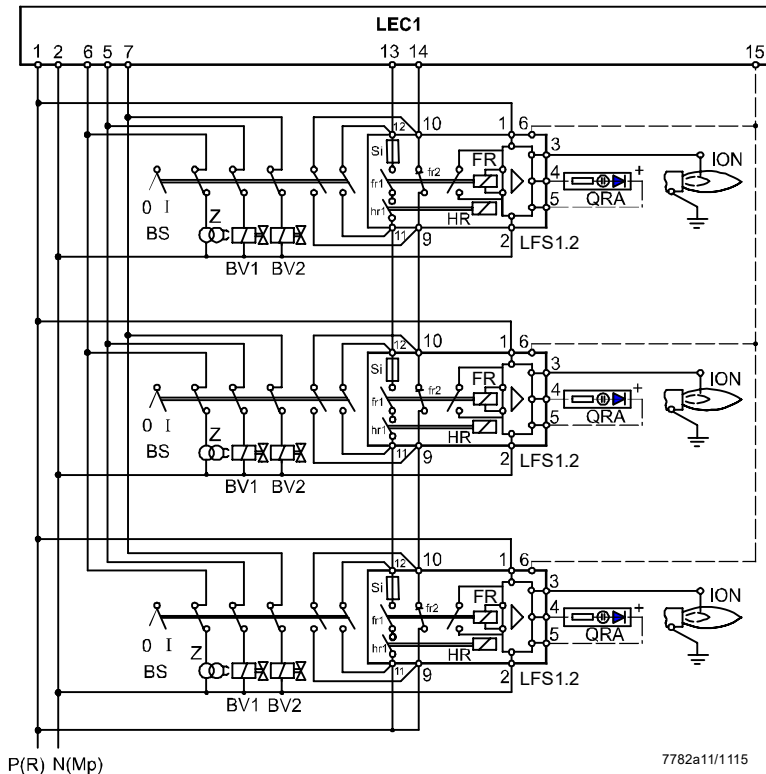 LEC1
1 2 6 5 7 13 14 15
12 10 1 6
3
Si FR ION
fr1 fr2 4 +
0 I Z hr1 HR 5 QRA
BS 11 9 2 LFS1.2
BV1 BV2
12 10 1 6
3
Si FR ION
fr1 fr2 4 +
0 I Z hr1 HR 5 QRA
BS 11 9 2 LFS1.2
BV1 BV2
12 10 1 6
3
Si FR ION
fr1 fr2 4 +
0 I Z hr1 HR 5 QRA
BS 11 9 2 LFS1.2
BV1 BV2
P(R) N(Mp)
7782a11/1115